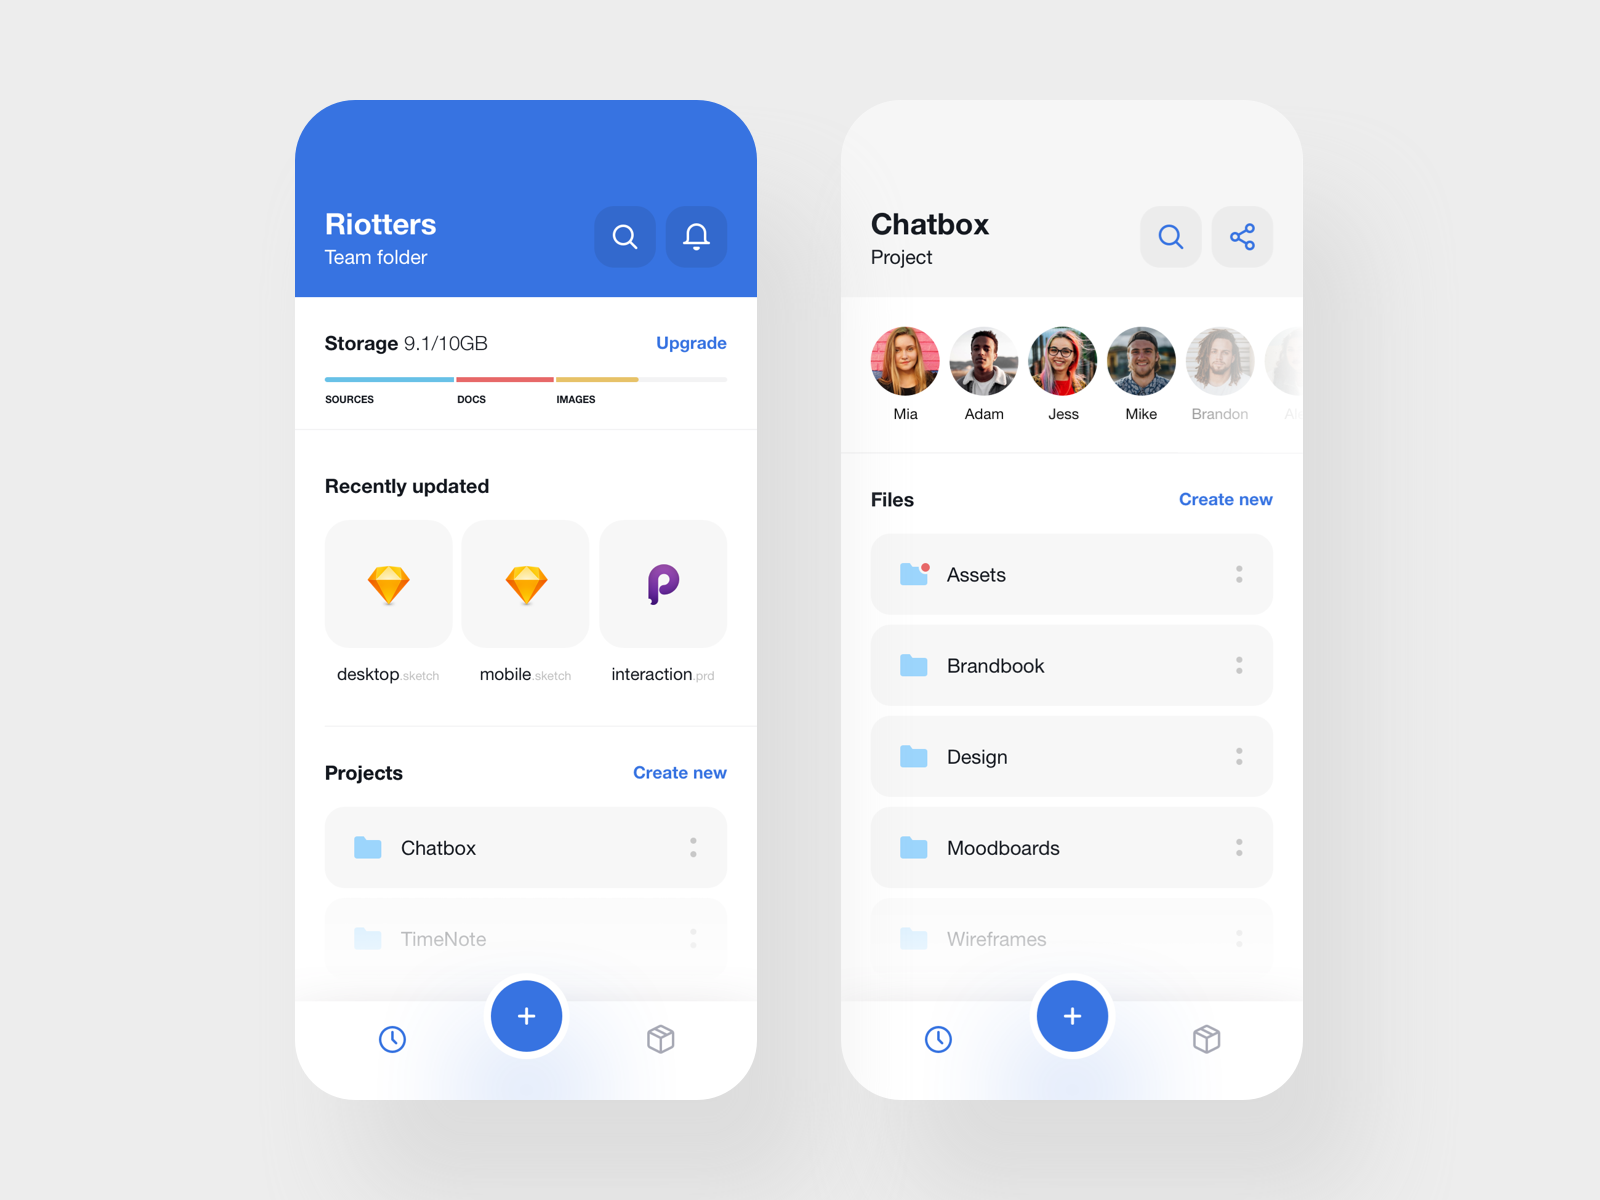 Riotters
Team folder
Storage 9.1/10GB
Upgrade
SOURCES
DOCS
IMAGES
Recently updated
desktop.sketch
mobile.sketch
interaction.prd
Projects
Create new
Chatbox
TimeNote
Chatbox
Project
Mia
Adam
Jess
Mike
Brandon
Files
Create new
Assets
Brandbook
Design
Moodboards
Wireframes